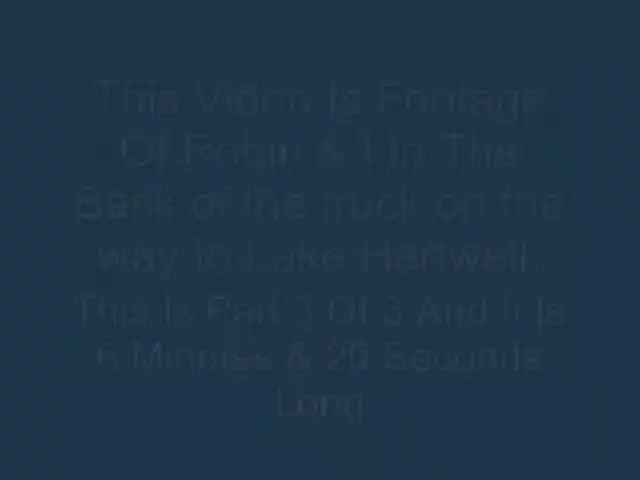 This Video Is Footage
Of Robin & I In The
Back of the truck on the
way to Lake Hartwell.
This Is Part 3 Of 3 And It Is
6 Minutes & 20 Seconds
Long